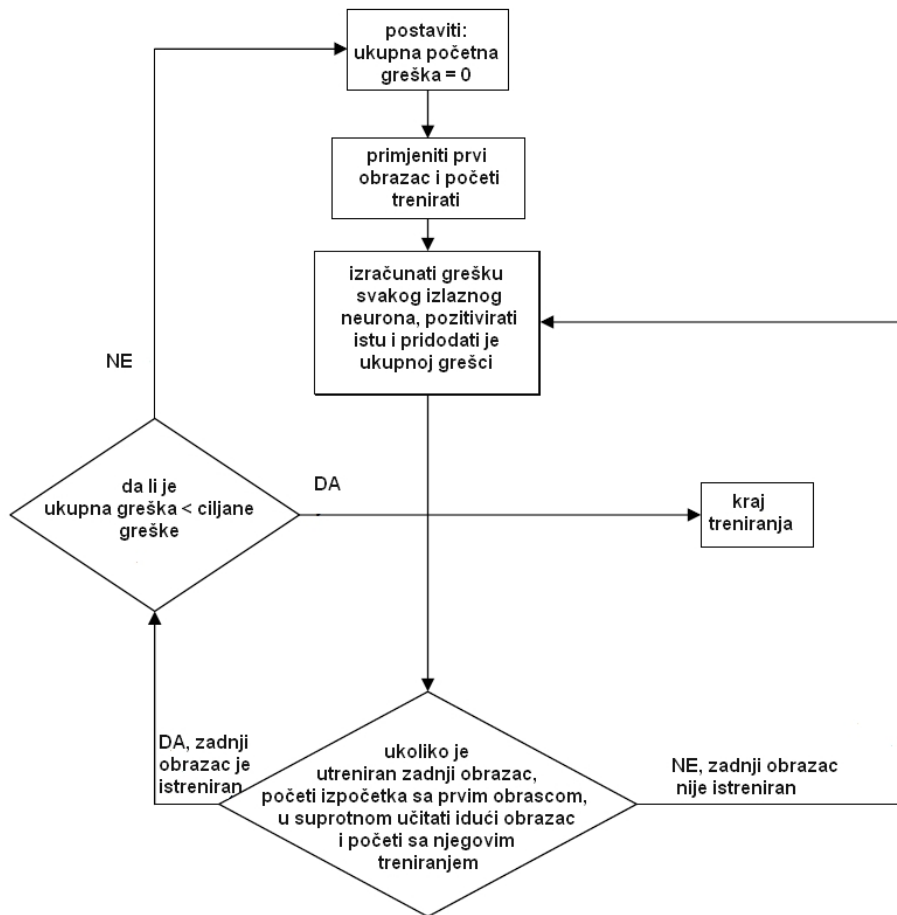 postaviti:
ukupna početna
greška = 0
primjeniti prvi
obrazac i početi
trenirati
izračunati grešku
svakog izlaznog
neurona, pozitivirati
istu i pridodati je
ukupnoj grešci
NE
da li je
ukupna greška < ciljane
greške
DA
kraj
treniranja
DA, zadnji
obrazac je
istreniran
ukoliko je
utreniran zadnji obrazac,
početi izpočetka sa prvim obrascom,
u suprotnom učitati idući obrazac
i početi sa njegovim
treniranjem
NE, zadnji obrazac
nije istreniran